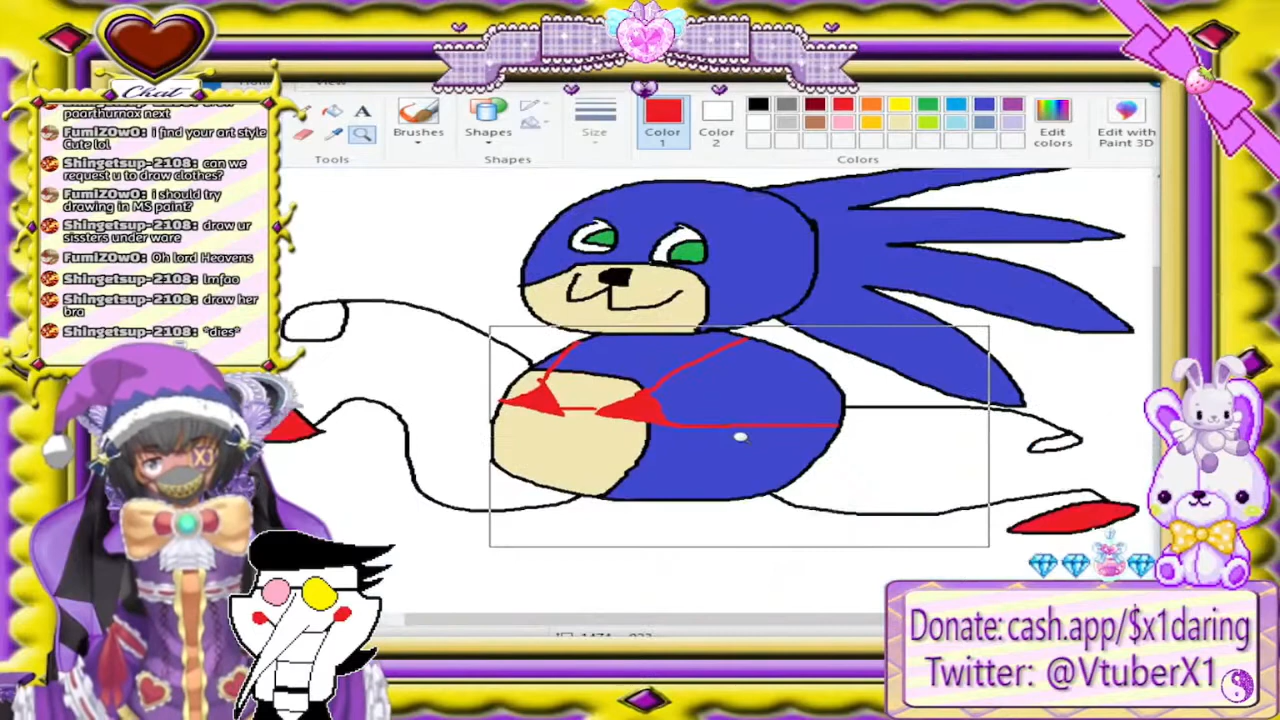 Chat
paarthurnax next
FumiZOwO: i find your art style
Cute lol
Shingetsup-2108: can we
request u to draw clothes?
FumiZOwO: i should try
drawing in MS paint?
Shingetsup-2108: draw ur
sissters under ware
FumiZOwO: Oh lord Heavens
Shingetsup-2108: lmfao
Shingetsup-2108: draw her
bra
Shingetsup-2108: *dies*
A
Brushes
Shapes
Size
Color
1
Color
2
Edit
colors
Edit with
Paint 3D
Tools
Shapes
Colors
Donate: cash.app/$x1daring
Twitter: @VtuberX1